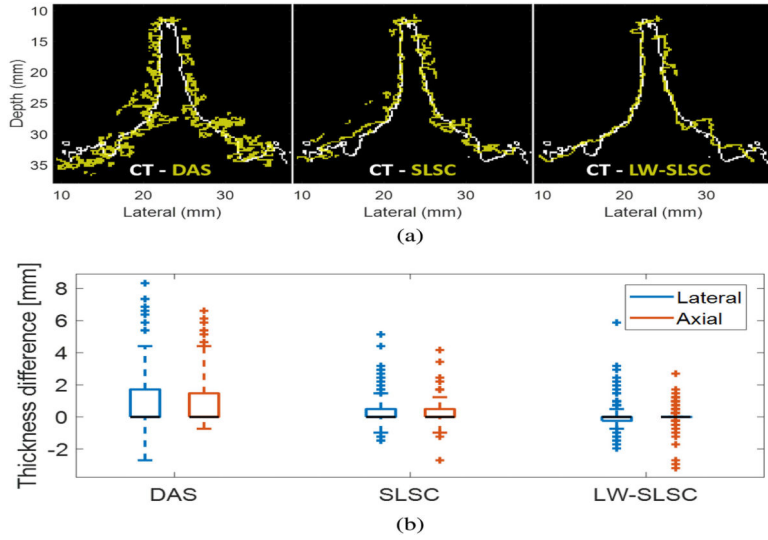 10
15
20
25
30
35
Depth (mm)
CT - DAS
CT - SLSC
CT - LW-SLSC
10 20 30
10 20 30
10 20 30
Lateral (mm)
Lateral (mm)
Lateral (mm)
(a)
Thickness difference [mm]
8
6
4
2
0
-2
Lateral
Axial
DAS
SLSC
LW-SLSC
(b)